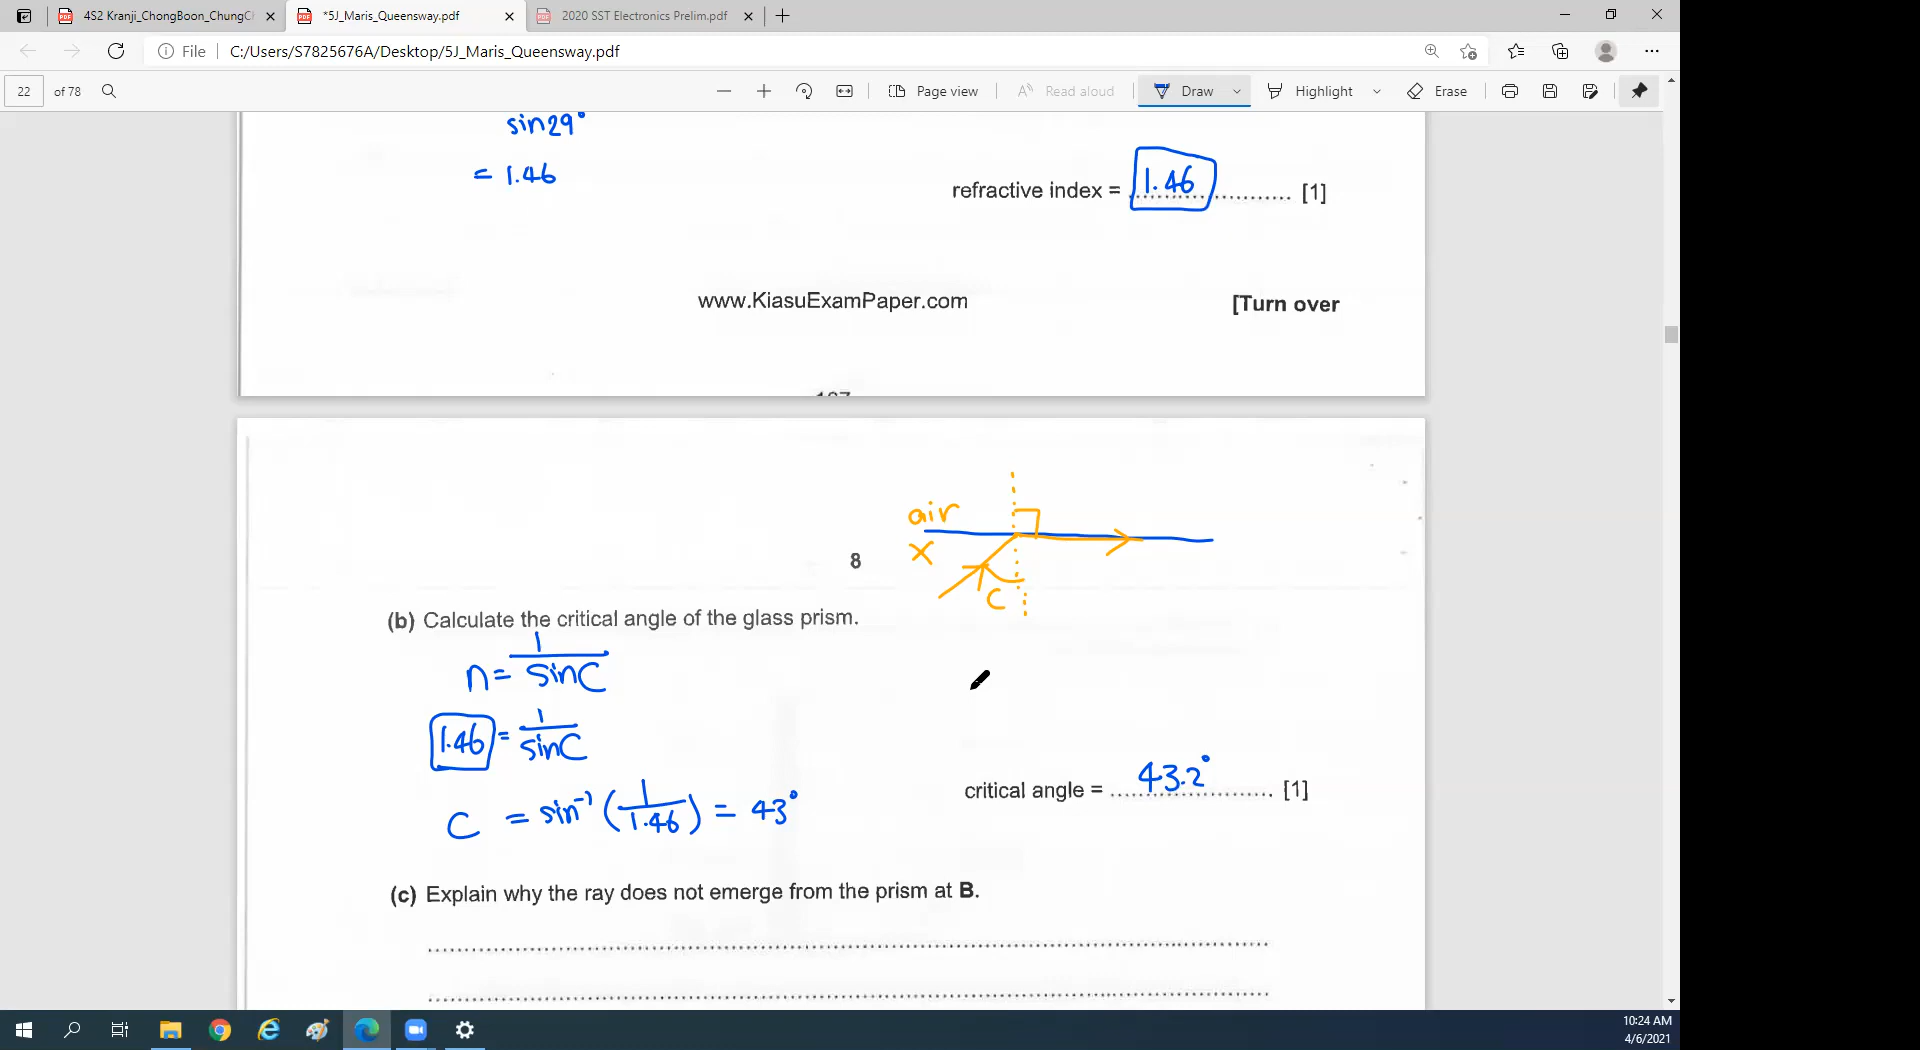 4S2 Kranji_ChongBoon_ChungC
*5J_Maris_Queensway.pdf
2020 SST Electronics Prelim.pdf
File
C:/Users/S7825676A/Desktop/5J_Maris_Queensway.pdf
22 of 78
Page view
Read aloud
Draw
Highlight
Erase
sin29°
= 1.46
refractive index = 1.46 [1]
www.KiasuExamPaper.com
[Turn over
air
X
8
C
(b) Calculate the critical angle of the glass prism.
n = 1/sinC
1.46 = 1/sinC
critical angle = 43.2° [1]
C = sin⁻¹(1/1.46) = 43°
(c) Explain why the ray does not emerge from the prism at B.
10:24 AM
4/6/2021